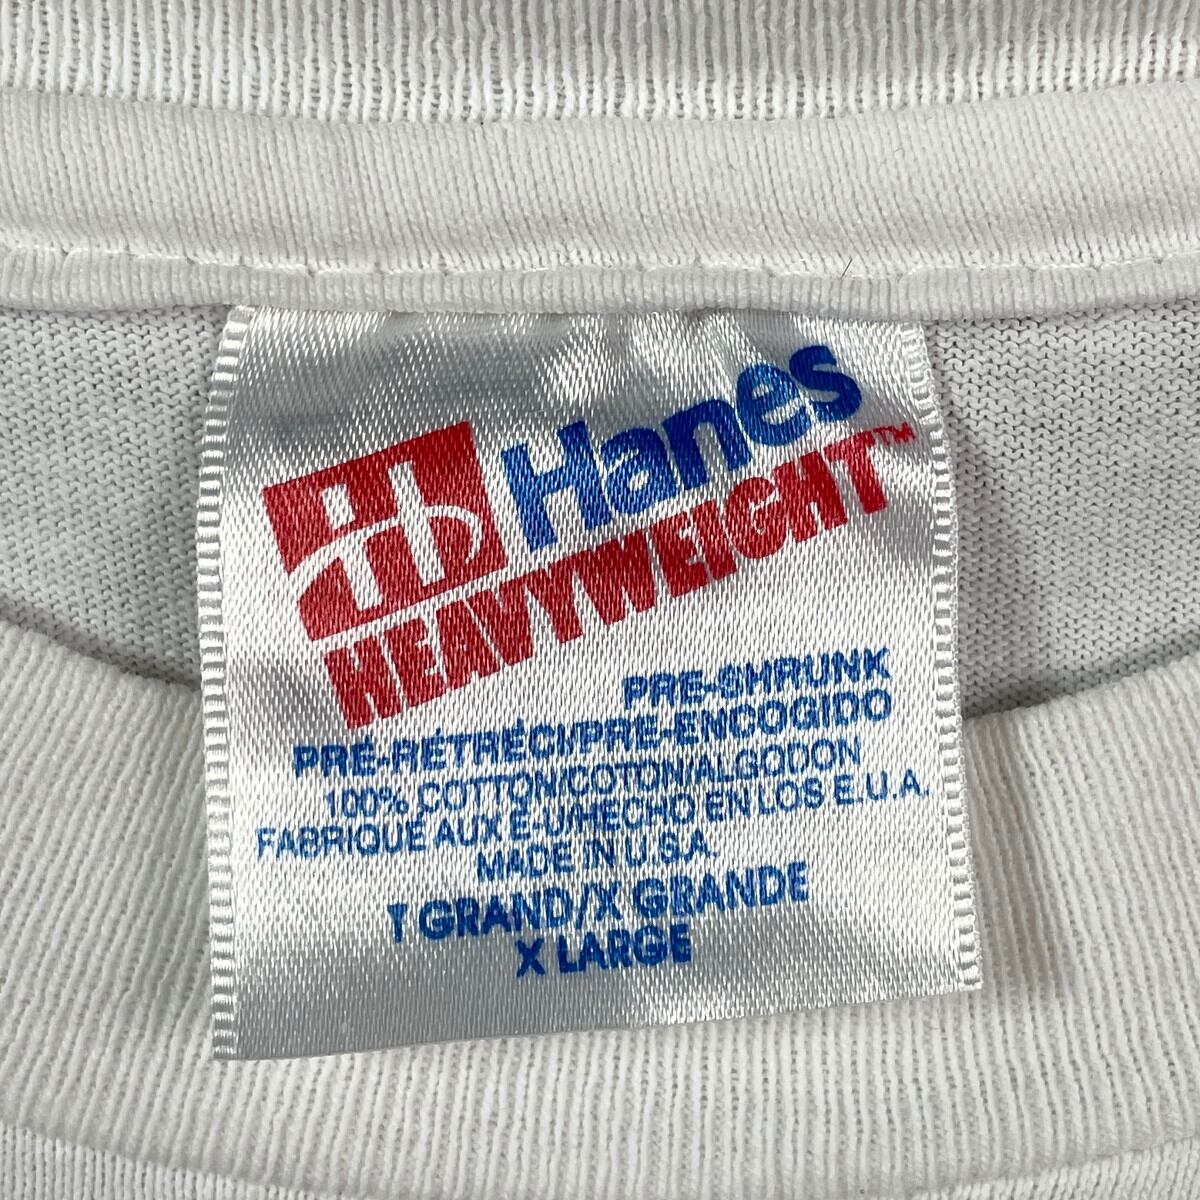 Hanes
HEAVYWEIGHT™
PRE-SHRUNK
PRÉ-RÉTRÉCI/PRE-ENCOGIDO
100% COTTON/COTON/ALGODON
FABRIQUÉ AUX É-U/HECHO EN LOS E.U.A.
MADE IN U.S.A.
T GRAND/X GRANDE
X LARGE